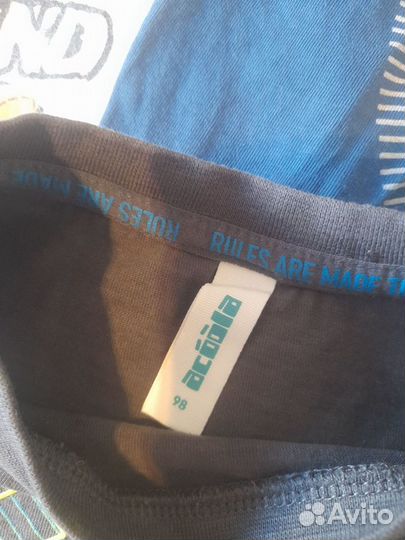 ND
RULES ARE MADE
RULES ARE MADE
acoola
98
Avito